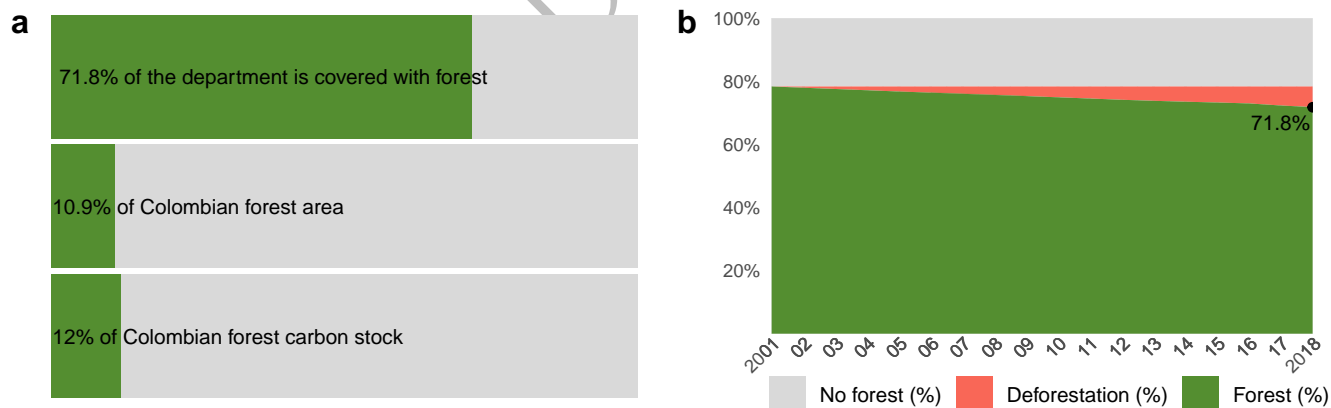 a
71.8% of the department is covered with forest
10.9% of Colombian forest area
12% of Colombian forest carbon stock
b
100%
80%
60%
40%
20%
71.8%
2001 02 03 04 05 06 07 08 09 10 11 12 13 14 15 16 17 2018
No forest (%) Deforestation (%) Forest (%)